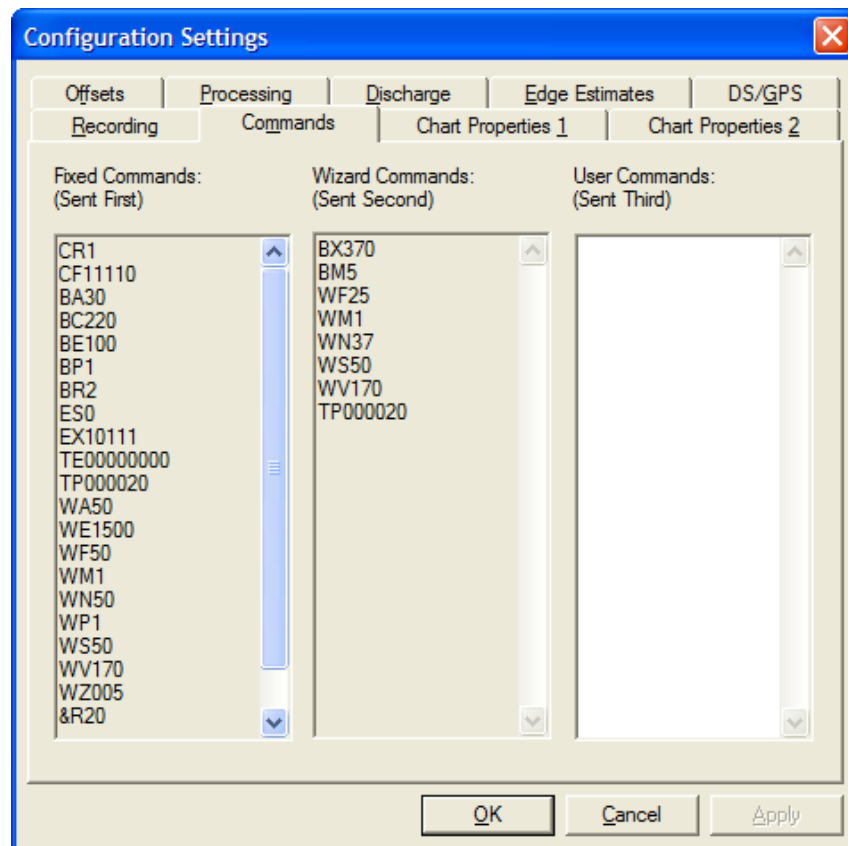 Configuration Settings
Offsets Processing Discharge Edge Estimates DS/GPS
Recording Commands Chart Properties 1 Chart Properties 2
Fixed Commands:
(Sent First)
CR1
CF11110
BA30
BC220
BE100
BP1
BR2
ES0
EX10111
TE00000000
TP000020
WA50
WE1500
WF50
WM1
WN50
WP1
WS50
WV170
WZ005
&R20
Wizard Commands:
(Sent Second)
BX370
BM5
WF25
WM1
WN37
WS50
WV170
TP000020
User Commands:
(Sent Third)
OK Cancel Apply